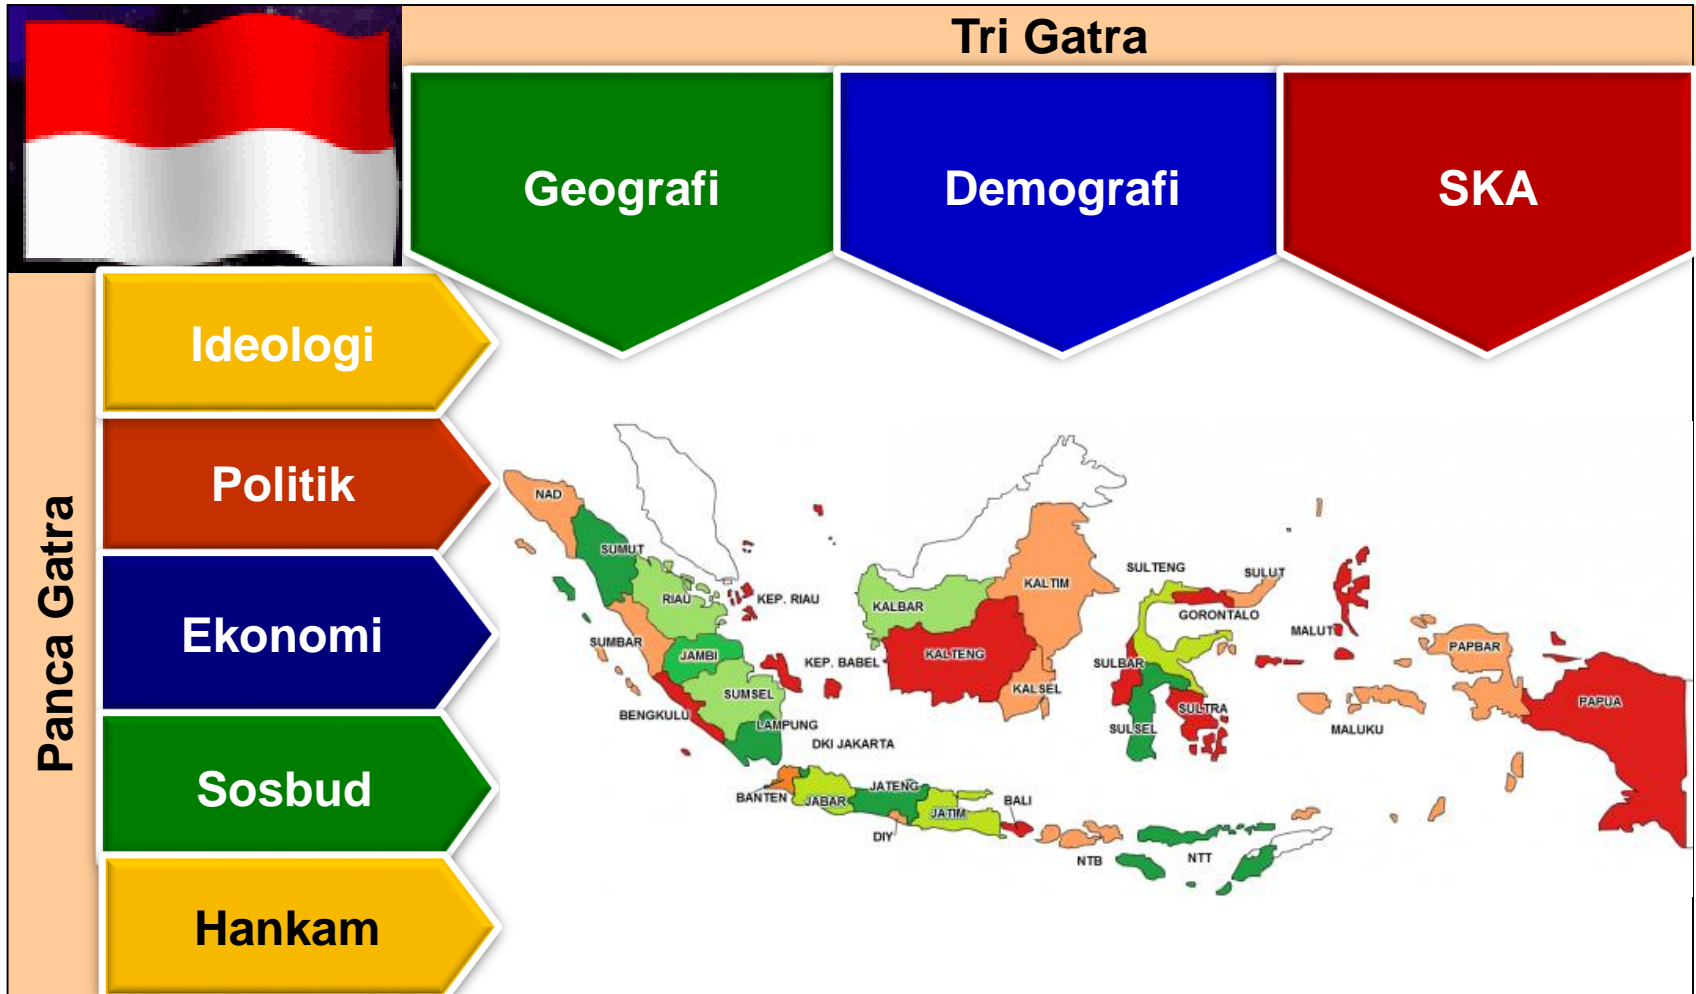 Tri Gatra
Geografi
Demografi
SKA
Panca Gatra
Ideologi
Politik
Ekonomi
Sosbud
Hankam
NAD
SUMUT
RIAU
KEP. RIAU
SUMBAR
JAMBI
KEP. BABEL
SUMSEL
BENGKULU
LAMPUNG
DKI JAKARTA
BANTEN
JABAR
JATENG
DIY
JATIM
BALI
NTB
NTT
KALBAR
KALTENG
KALTIM
KALSEL
SULTENG
SULUT
GORONTALO
SULBAR
SULTRA
SULSEL
MALUT
MALUKU
PAPBAR
PAPUA